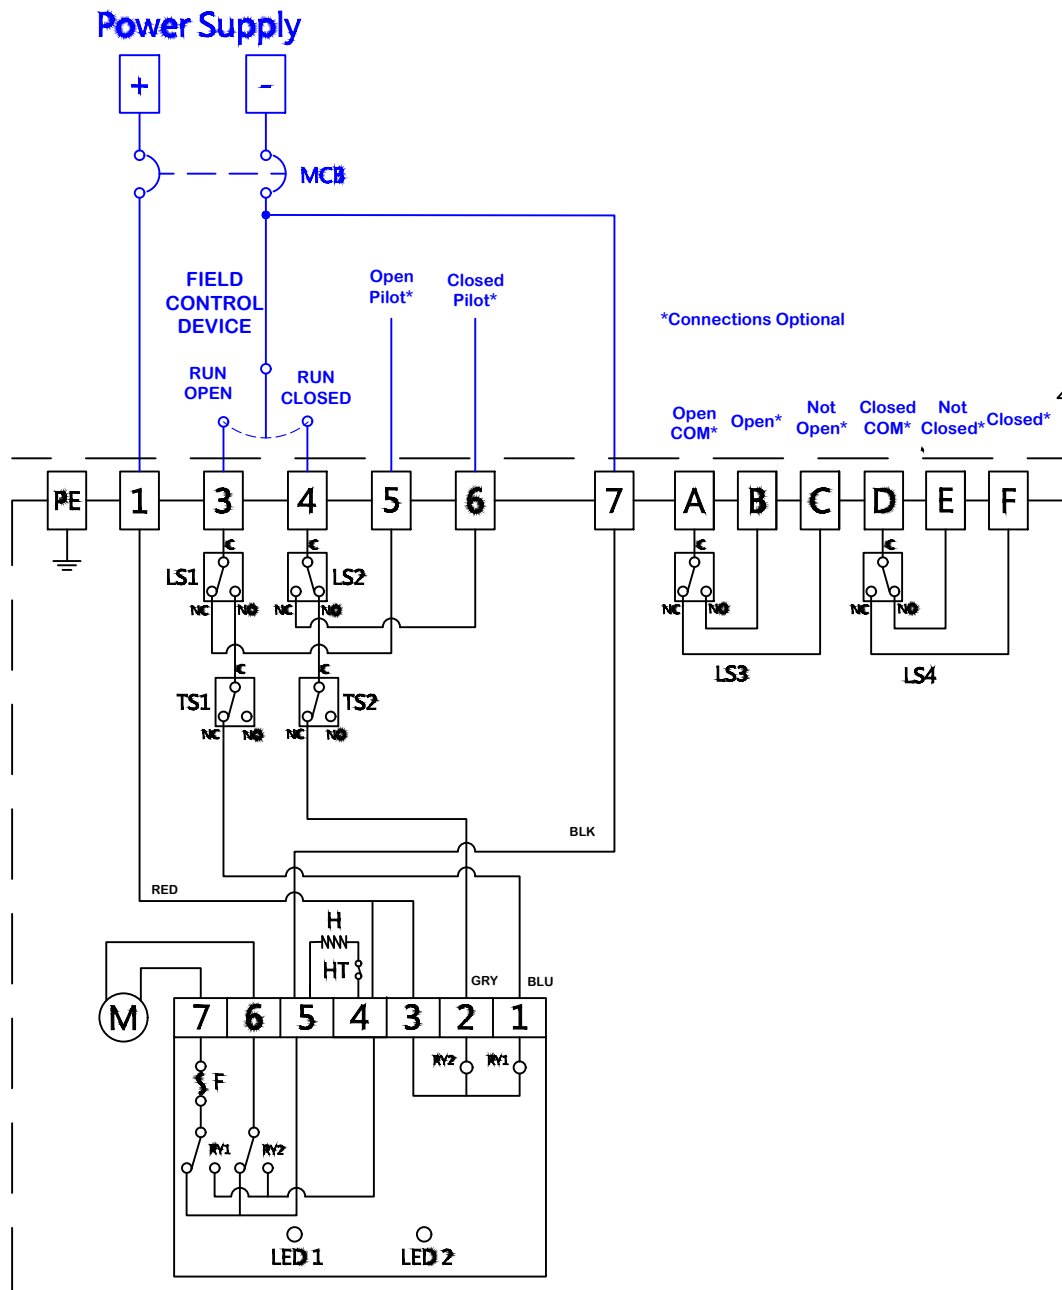 Power Supply
+ -
MCB
FIELD
CONTROL
DEVICE
Open
Pilot*
Closed
Pilot*
*Connections Optional
RUN
OPEN
RUN
CLOSED
Open
COM*
Open*
Not
Open*
Closed
COM*
Not
Closed*
Closed*
PE 1 3 4 5 6 7 A B C D E F
C C C C
LS1 LS2
NC NO NC NO NC NO NC NO
LS3 LS4
C C
TS1 TS2
NC NO NC NO
BLK
RED
H
HT
GRY BLU
M
7 6 5 4 3 2 1
RY2 RY1
F
RY1 RY2
LED 1 LED 2